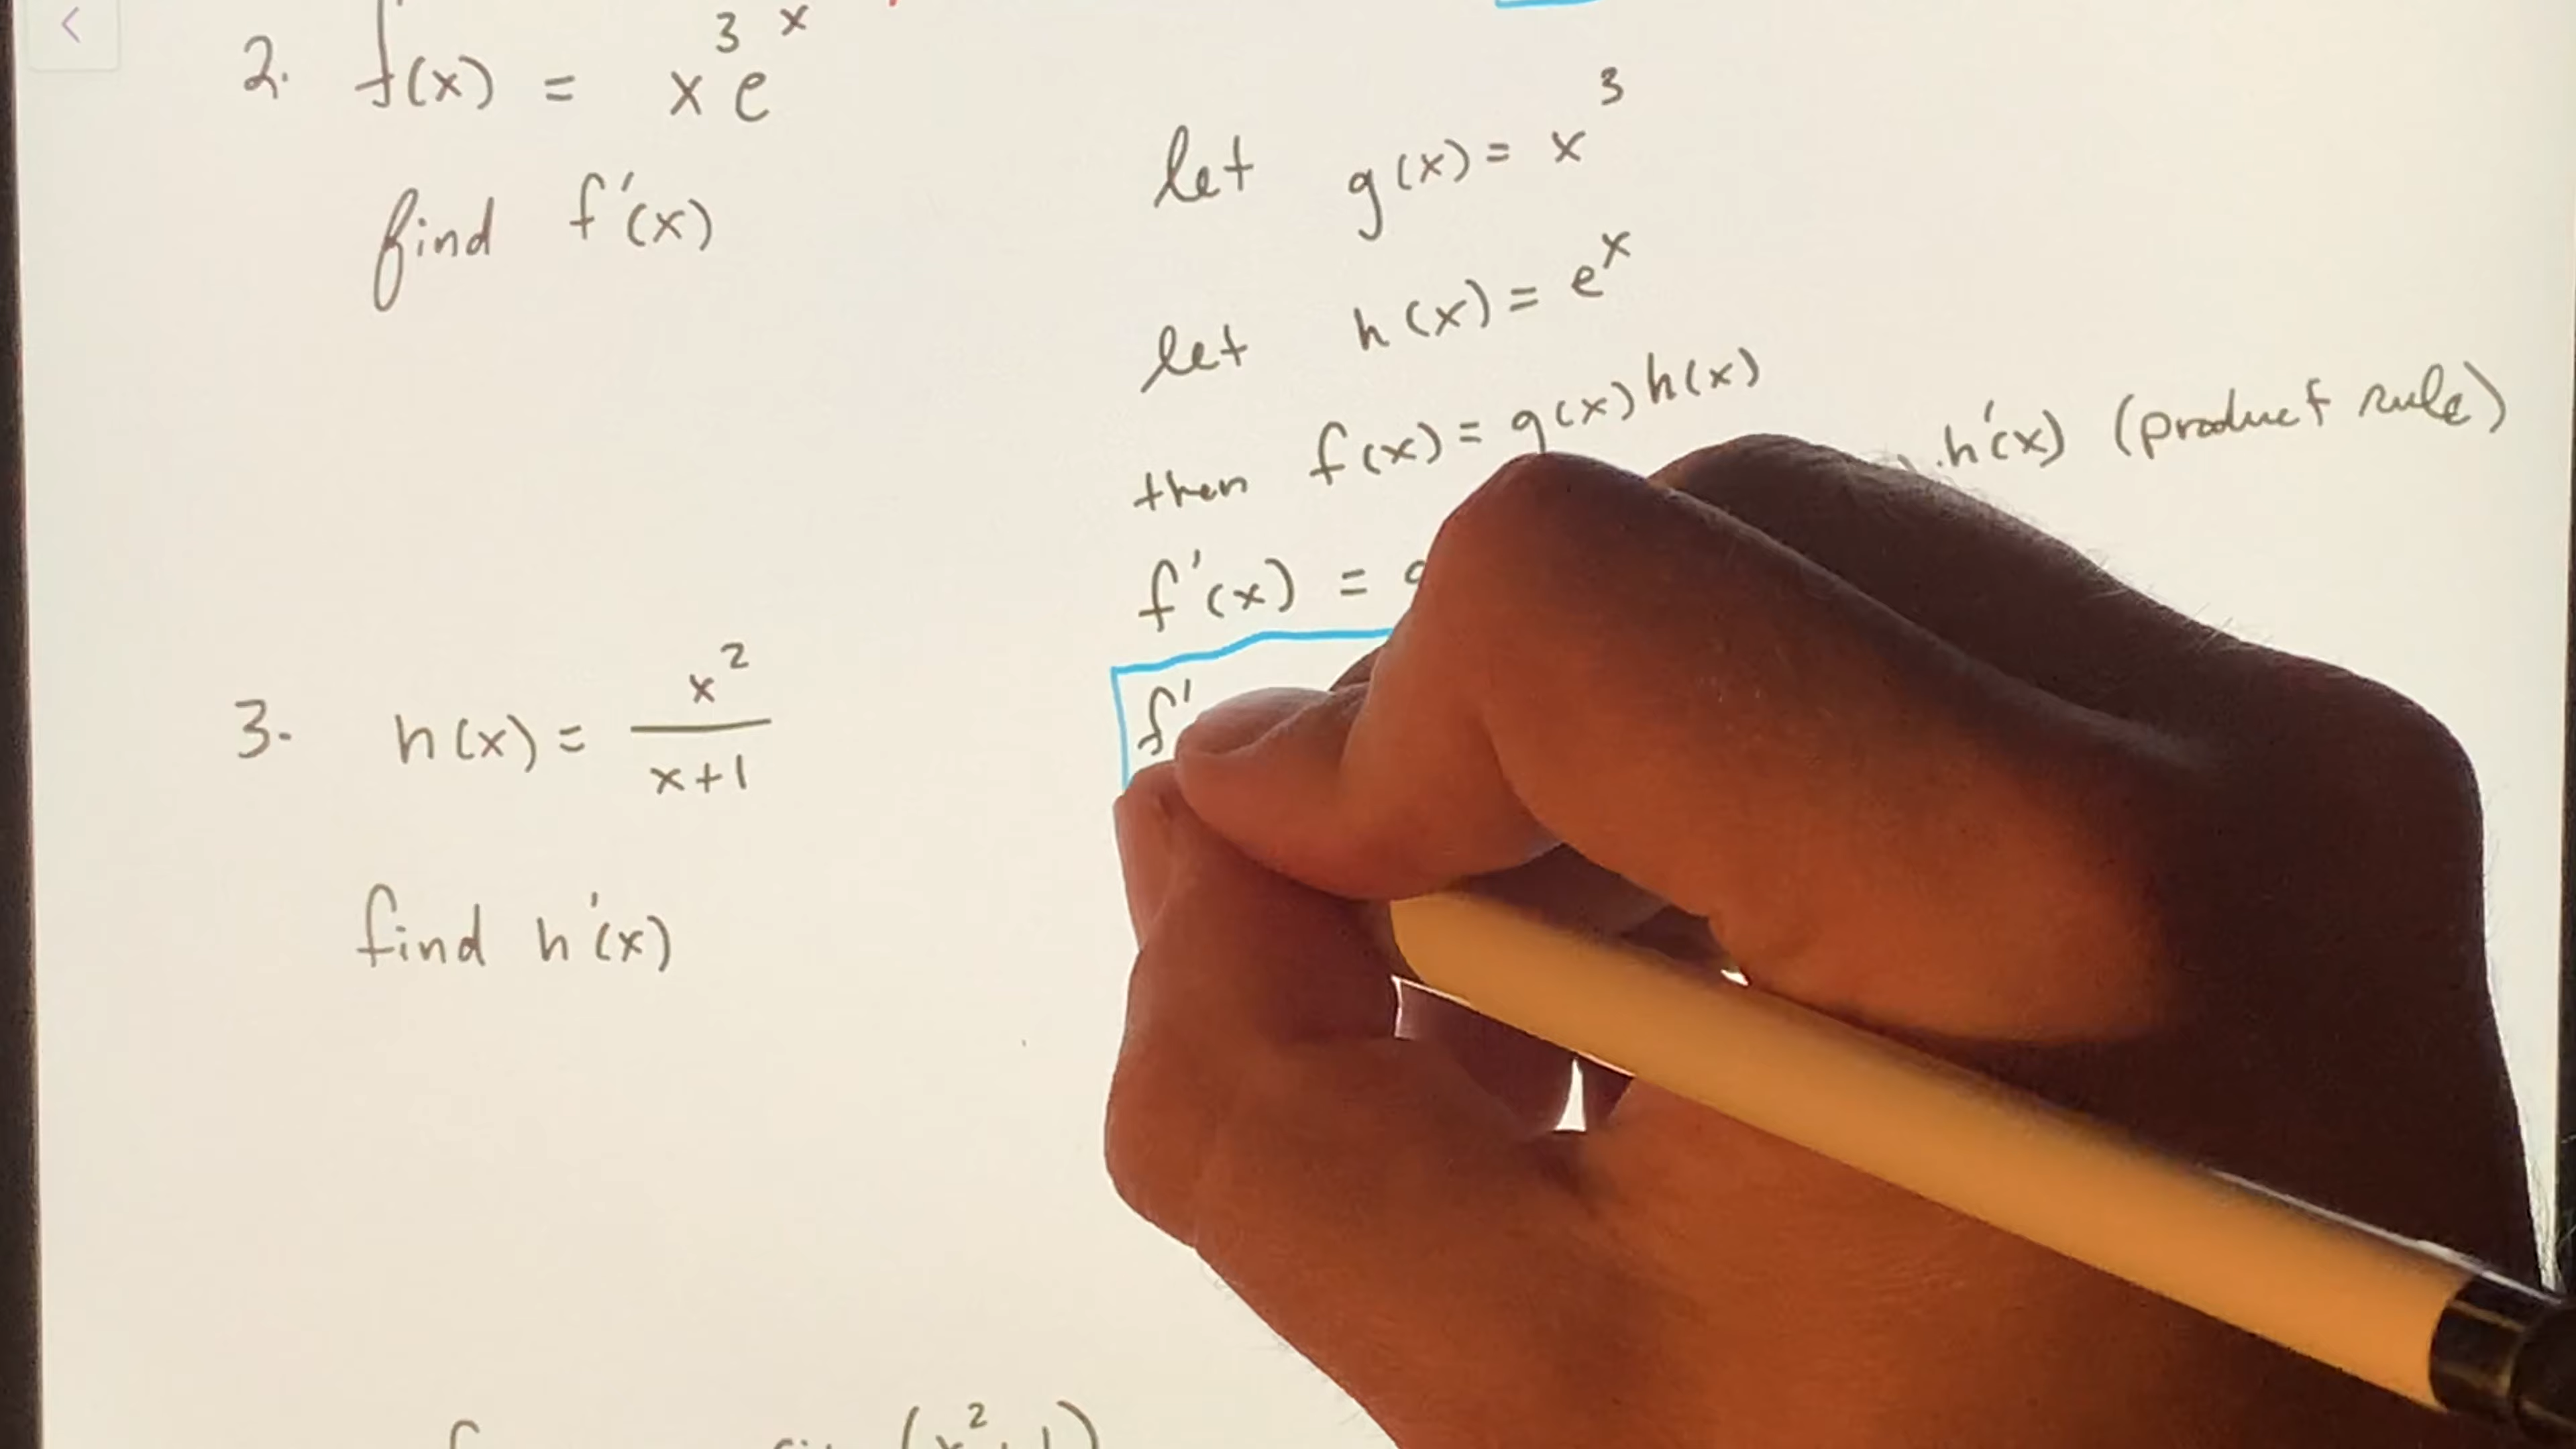 2. f(x) = x³eˣ
find f'(x)
let g(x) = x³
let h(x) = eˣ
then f(x) = g(x)h(x)
.h'(x) (product rule)
f'(x) =
f'
3. h(x) = x²/(x+1)
find h'(x)